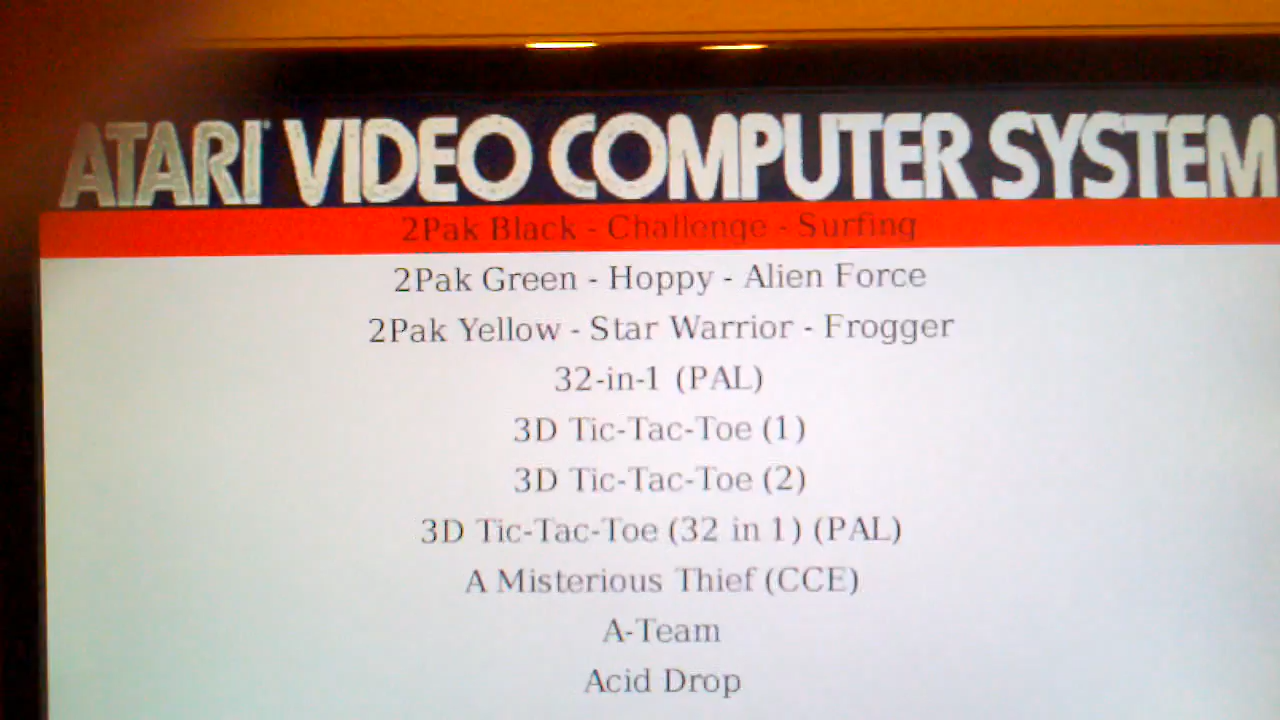 ATARI VIDEO COMPUTER SYSTEM
2Pak Black - Challenge - Surfing
2Pak Green - Hoppy - Alien Force
2Pak Yellow - Star Warrior - Frogger
32-in-1 (PAL)
3D Tic-Tac-Toe (1)
3D Tic-Tac-Toe (2)
3D Tic-Tac-Toe (32 in 1) (PAL)
A Misterious Thief (CCE)
A-Team
Acid Drop